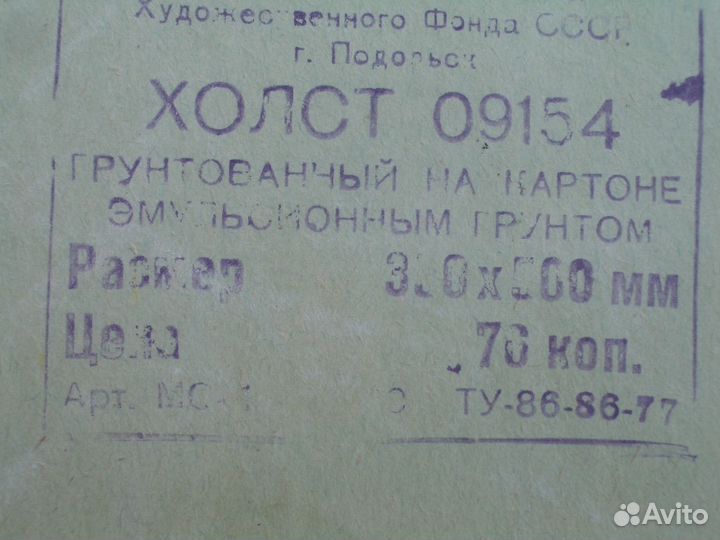 Художественного Фонда СССР
г. Подольск
ХОЛСТ 09154
ГРУНТОВАННЫЙ НА КАРТОНЕ
ЭМУЛЬСИОННЫМ ГРУНТОМ
Размер мм
Цена 76 коп.
Арт. ТУ-86-86-77
Avito